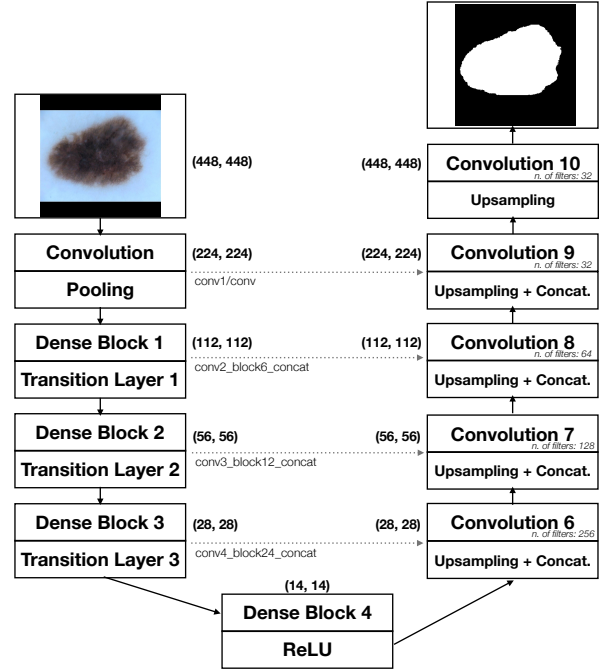 (448, 448)
(448, 448)
Convolution 10
n. of filters: 32
Upsampling
Convolution
(224, 224)
(224, 224)
Convolution 9
n. of filters: 32
Pooling
conv1/conv
Upsampling + Concat.
Dense Block 1
(112, 112)
(112, 112)
Convolution 8
n. of filters: 64
Transition Layer 1
conv2_block6_concat
Upsampling + Concat.
Dense Block 2
(56, 56)
(56, 56)
Convolution 7
n. of filters: 128
Transition Layer 2
conv3_block12_concat
Upsampling + Concat.
Dense Block 3
(28, 28)
(28, 28)
Convolution 6
n. of filters: 256
Transition Layer 3
conv4_block24_concat
Upsampling + Concat.
(14, 14)
Dense Block 4
ReLU